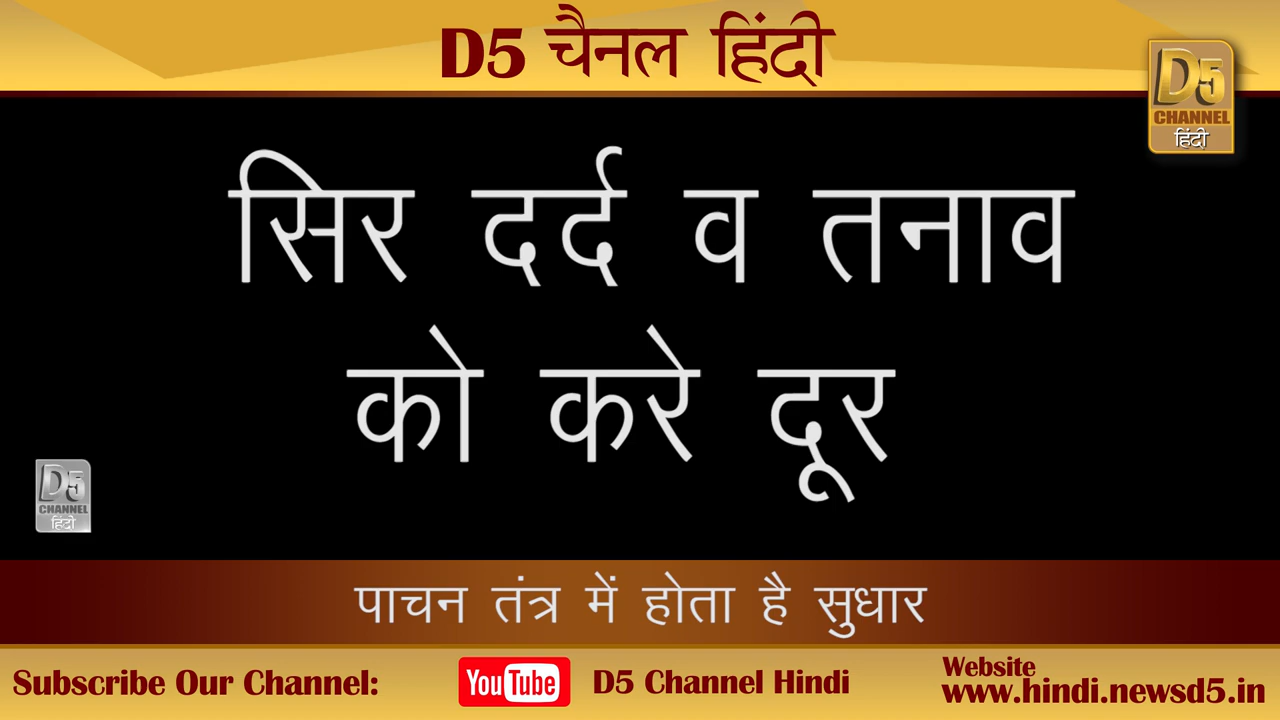 D5 चैनल हिंदी
D5
CHANNEL
हिंदी
सिर दर्द व तनाव
को करे दूर
D5
CHANNEL
हिंदी
पाचन तंत्र में होता है सुधार
Subscribe Our Channel:
YouTube
D5 Channel Hindi
Website
www.hindi.newsd5.in